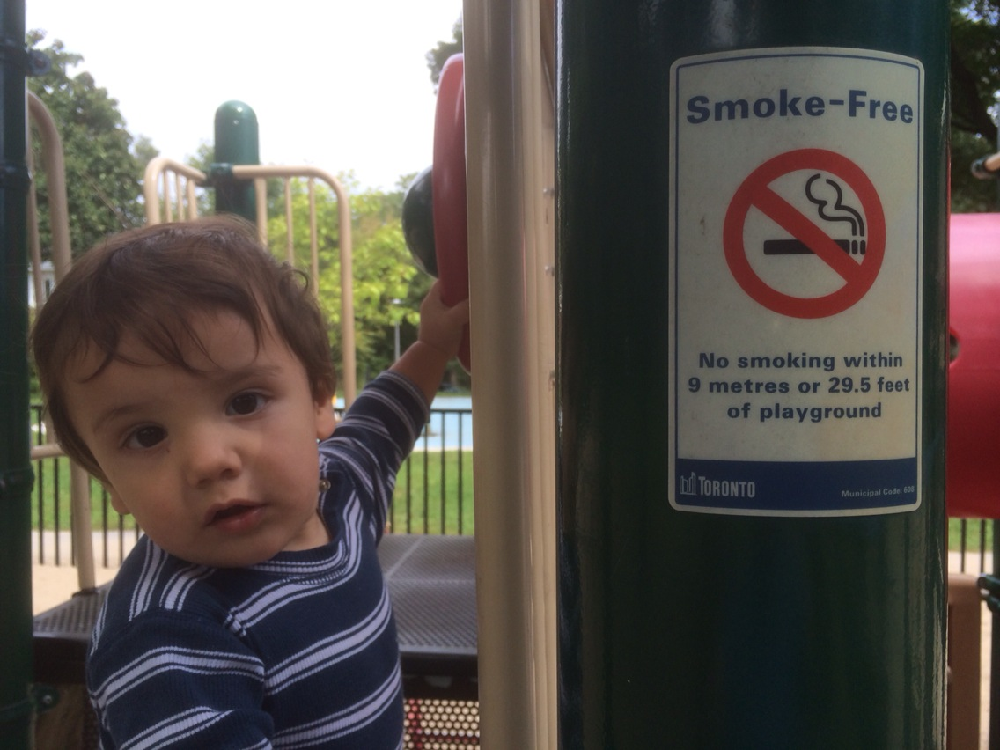 Smoke-Free
No smoking within
9 metres or 29.5 feet
of playground
TORONTO
Municipal Code: 608